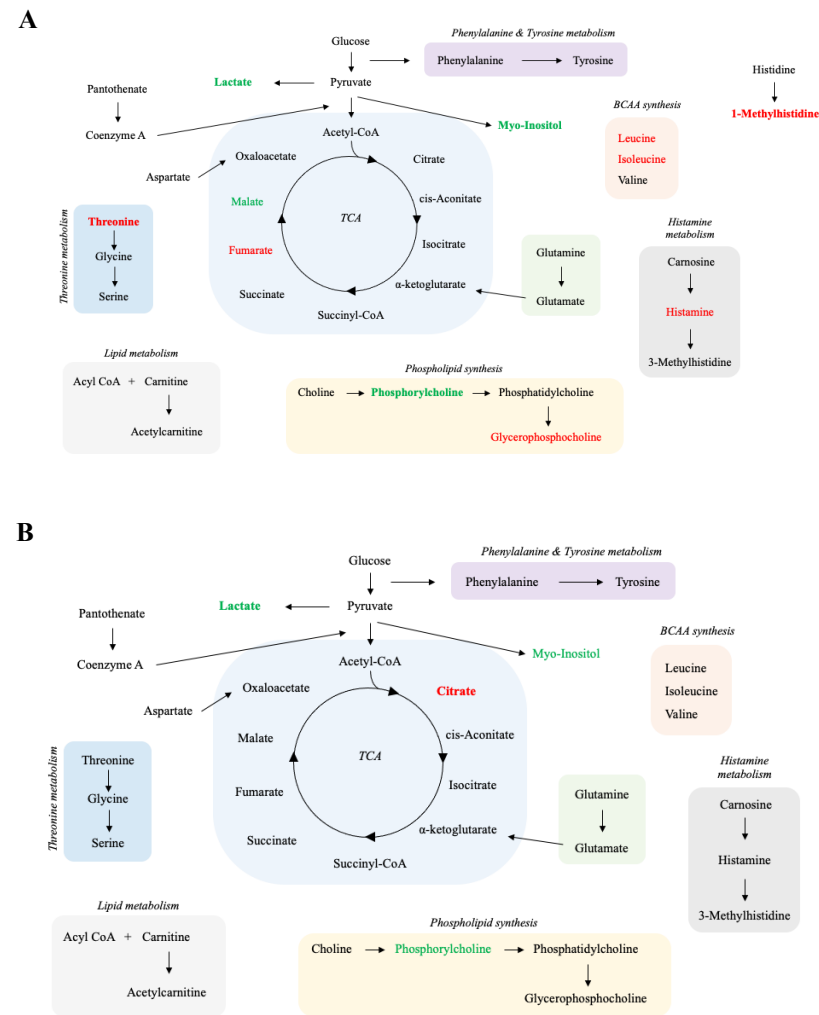 A
Phenylalanine & Tyrosine metabolism
Glucose
Phenylalanine
Tyrosine
Histidine
Lactate
Pyruvate
Pantothenate
BCAA synthesis
1-Methylhistidine
Coenzyme A
Acetyl-CoA
Myo-Inositol
Leucine
Isoleucine
Valine
Oxaloacetate
Citrate
Aspartate
cis-Aconitate
Malate
TCA
Threonine metabolism
Threonine
Glycine
Serine
Fumarate
Isocitrate
Glutamine
Glutamate
Histamine
metabolism
Carnosine
Histamine
3-Methylhistidine
α-ketoglutarate
Succinate
Succinyl-CoA
Lipid metabolism
Acyl CoA + Carnitine
Acetylcarnitine
Phospholipid synthesis
Choline
Phosphorylcholine
Phosphatidylcholine
Glycerophosphocholine
B
Phenylalanine & Tyrosine metabolism
Glucose
Phenylalanine
Tyrosine
Lactate
Pyruvate
Pantothenate
BCAA synthesis
Coenzyme A
Acetyl-CoA
Myo-Inositol
Leucine
Isoleucine
Valine
Oxaloacetate
Citrate
Aspartate
cis-Aconitate
Malate
TCA
Threonine metabolism
Threonine
Glycine
Serine
Fumarate
Isocitrate
Glutamine
Glutamate
Histamine
metabolism
Carnosine
Histamine
3-Methylhistidine
α-ketoglutarate
Succinate
Succinyl-CoA
Lipid metabolism
Acyl CoA + Carnitine
Acetylcarnitine
Phospholipid synthesis
Choline
Phosphorylcholine
Phosphatidylcholine
Glycerophosphocholine